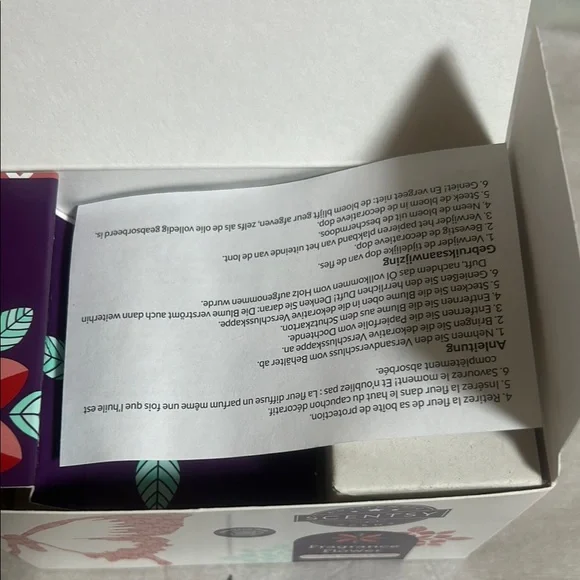 4. Retirez la fleur de sa boîte de protection.
5. Insérez la fleur dans le haut du capuchon décoratif.
6. Savourez le moment! Et n'oubliez pas : La fleur diffuse un parfum même une fois que l'huile est
complètement absorbée.
Anleitung
1. Nehmen Sie den Versandverschluss vom Behälter ab.
2. Bringen Sie die dekorative Verschlusskappe an.
3. Entfernen Sie die Papierfolie vom Dochtende.
4. Entfernen Sie die Blume aus dem Schutzkarton.
5. Stecken Sie die Blume oben in die dekorative Verschlusskappe.
6. Genießen Sie den herrlichen Duft! Denken Sie daran: Die Blume verströmt auch dann weiterhin
Duft, nachdem das Öl vollkommen vom Holz aufgenommen wurde.
Gebruiksaanwijzing
1. Verwijder de tijdelijke dop van de fles.
2. Bevestig de decoratieve dop.
3. Verwijder het papieren plakband van het uiteinde van de lont.
4. Neem de bloem uit de beschermdoos.
5. Steek de bloem in de decoratieve dop.
6. Geniet! En vergeet niet: de bloem blijft geur afgeven, zelfs als de olie volledig geabsorbeerd is.
SCENTSY
Fragrance
Flower